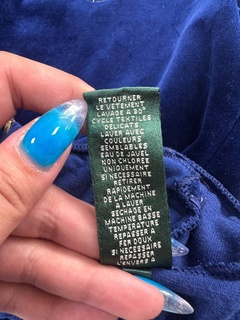 RETOURNER
LE VETEMENT
LAVAGE A 30°
CYCLE TEXTILES
DELICATS
LAVER AVEC
COULEURS
SEMBLABLES
EAU DE JAVEL
NON CHLOREE
UNIQUEMENT
SI NECESSAIRE
RETIRER
RAPIDEMENT
DE LA MACHINE
A LAVER
SECHAGE EN
MACHINE BASSE
TEMPERATURE
REPASSER A
FER DOUX
SI NECESSAIRE
REPASSER
L'ENVERS A